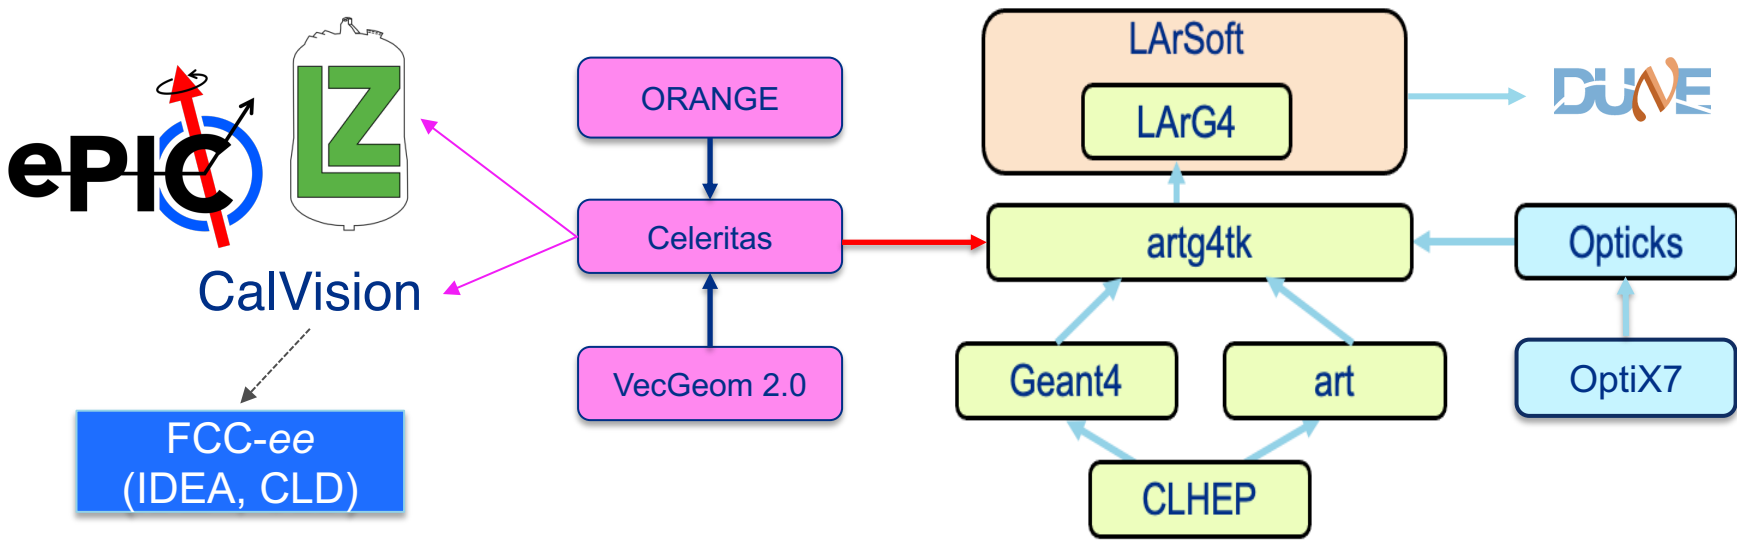 ePIC
LZ
CalVision
FCC-ee
(IDEA, CLD)
ORANGE
Celeritas
VecGeom 2.0
LArSoft
LArG4
artg4tk
Geant4
art
CLHEP
DUNE
Opticks
OptiX7